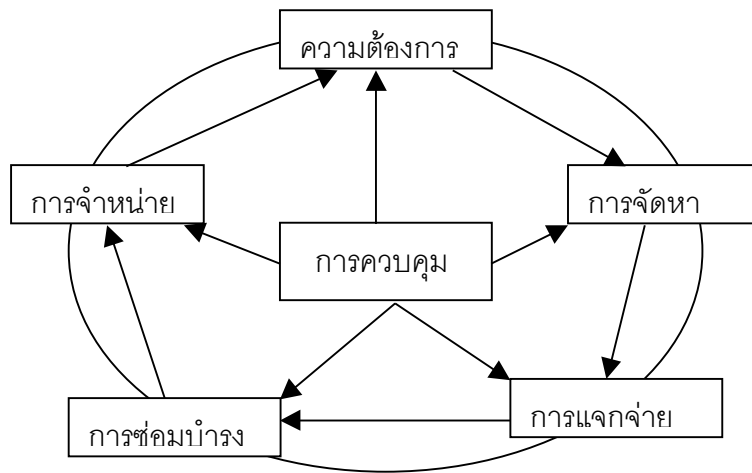 ความต้องการ
การจำหน่าย
การจัดหา
การควบคุม
การซ่อมบำรุง
การแจกจ่าย